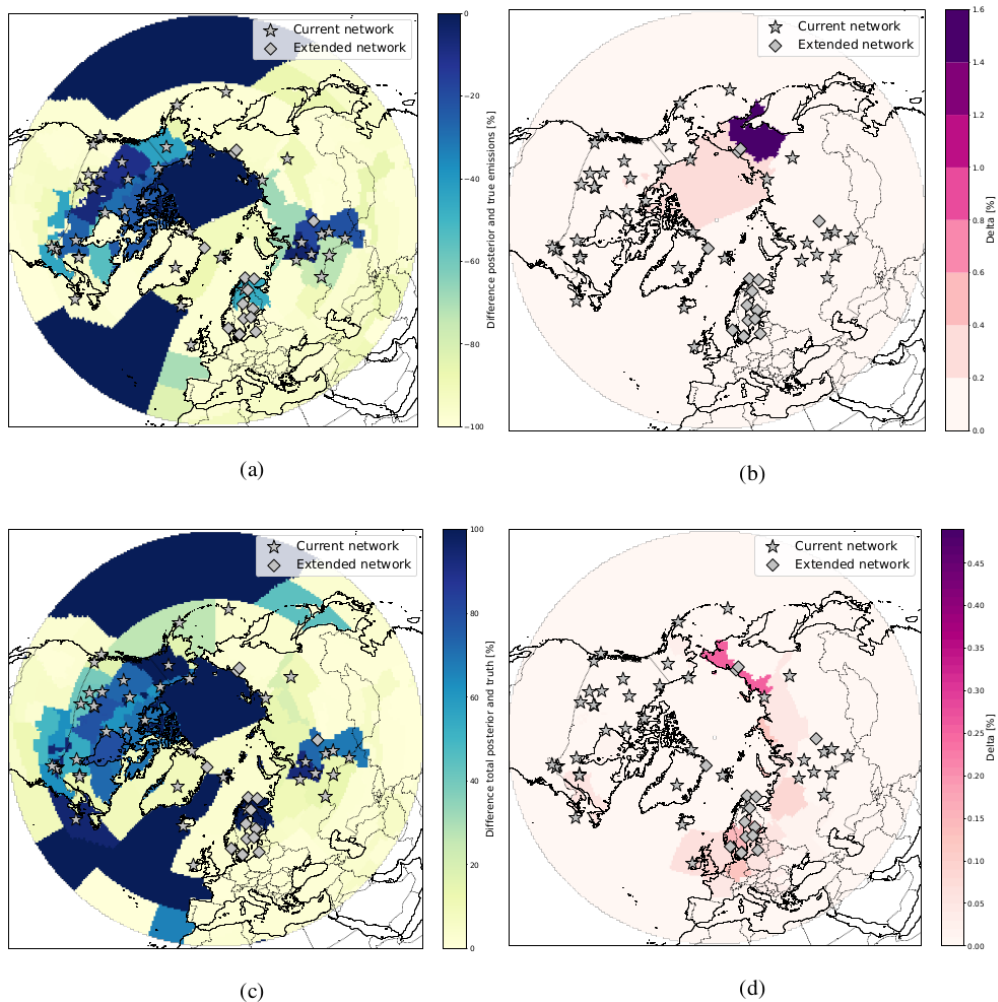 Current network
Extended network
0
−20
−40
−60
−80
−100
Difference posterior and true emissions [%]
(a)
Current network
Extended network
1.6
1.4
1.2
1.0
0.8
0.6
0.4
0.2
0.0
Delta [%]
(b)
Current network
Extended network
100
80
60
40
20
0
Difference total posterior and truth [%]
(c)
Current network
Extended network
0.45
0.40
0.35
0.30
0.25
0.20
0.15
0.10
0.05
0.00
Delta [%]
(d)